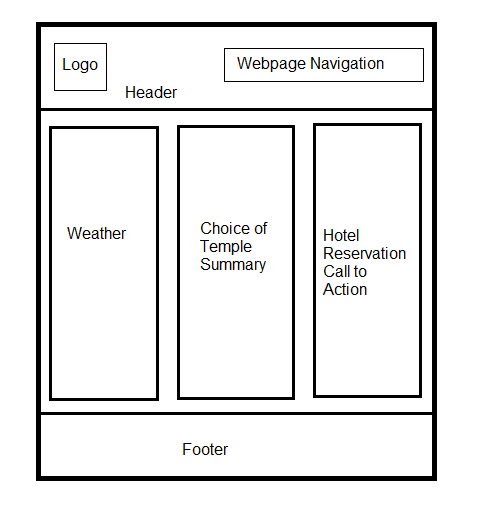 Logo
Webpage Navigation
Header
Weather
Choice of
Temple
Summary
Hotel
Reservation
Call to
Action
Footer